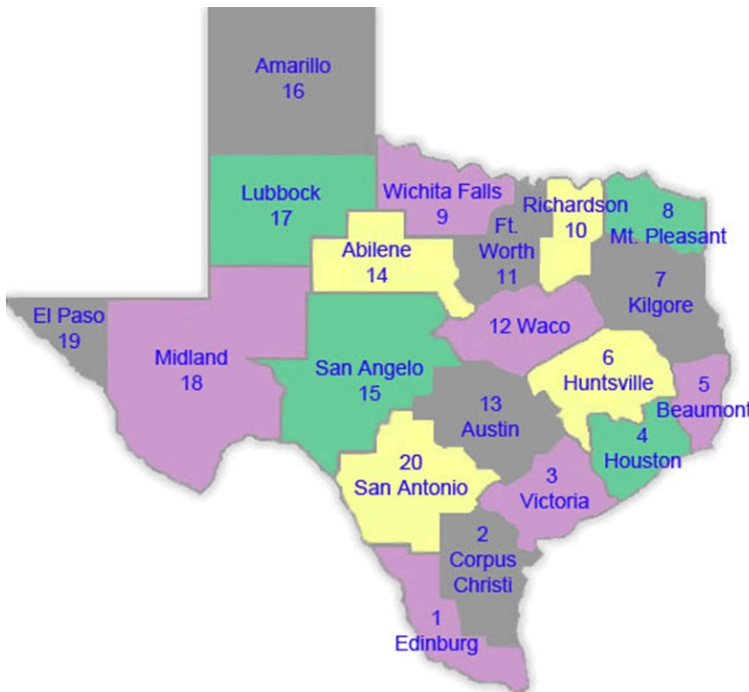 Amarillo
16
Lubbock
17
Wichita Falls
9
Ft.
Worth
11
Richardson
10
8
Mt. Pleasant
Abilene
14
7
Kilgore
El Paso
19
Midland
18
12 Waco
San Angelo
15
6
Huntsville
5
Beaumont
13
Austin
4
Houston
20
San Antonio
3
Victoria
2
Corpus
Christi
1
Edinburg